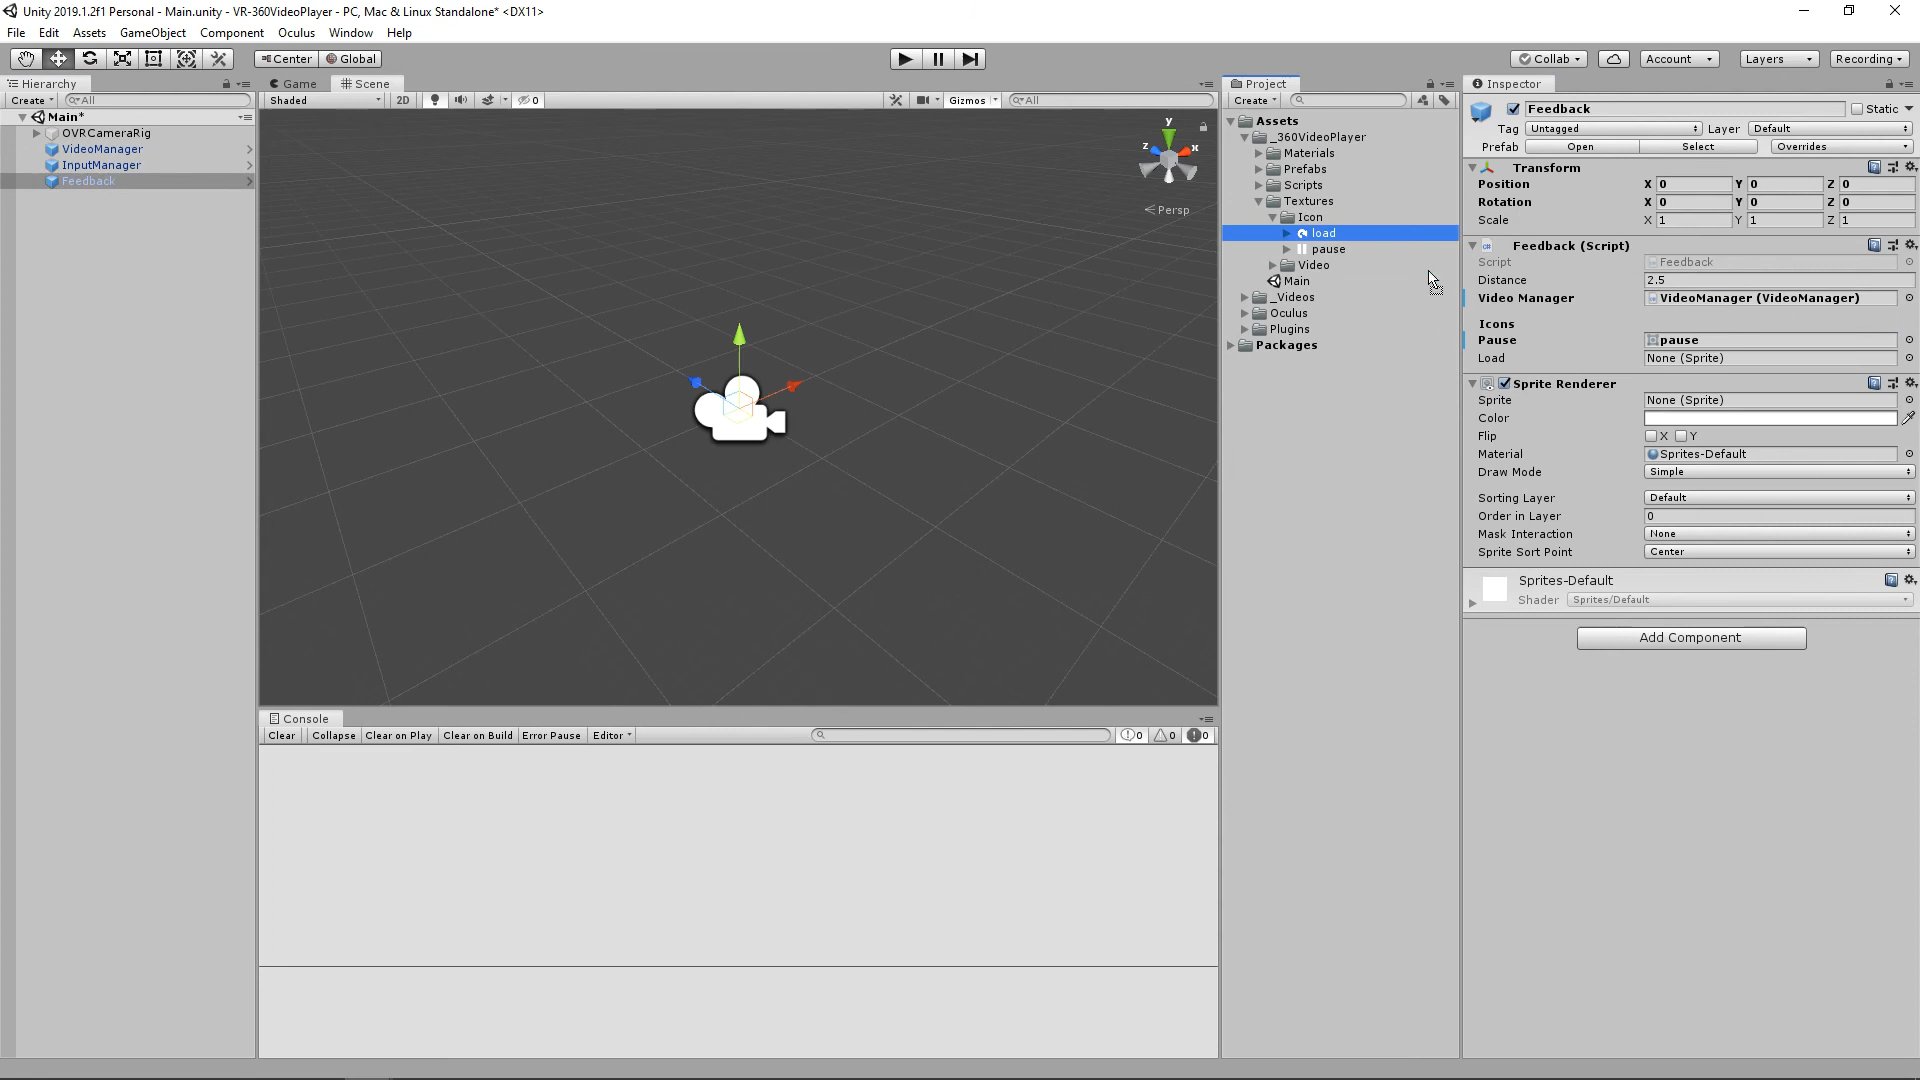 Unity 2019.1.2f1 Personal - Main.unity - VR-360VideoPlayer - PC, Mac & Linux Standalone* <DX11>
File Edit Assets GameObject Component Oculus Window Help
Center Global Collab Account Layers Recording
Hierarchy
Create All
Main*
OVRCameraRig
VideoManager
InputManager
Feedback
Game Scene
Shaded 2D 0 Gizmos All
y
z x
Persp
Console
Clear Collapse Clear on Play Clear on Build Error Pause Editor 0 0 0
Project
Create
Assets
_360VideoPlayer
Materials
Prefabs
Scripts
Textures
Icon
load
pause
Video
Main
_Videos
Oculus
Plugins
Packages
Inspector
Feedback Static
Tag Untagged Layer Default
Prefab Open Select Overrides
Transform
Position X 0 Y 0 Z 0
Rotation X 0 Y 0 Z 0
Scale X 1 Y 1 Z 1
Feedback (Script)
Script Feedback
Distance 2.5
Video Manager VideoManager (VideoManager)
Icons
Pause pause
Load None (Sprite)
Sprite Renderer
Sprite None (Sprite)
Color
Flip X Y
Material Sprites-Default
Draw Mode Simple
Sorting Layer Default
Order in Layer 0
Mask Interaction None
Sprite Sort Point Center
Sprites-Default
Shader Sprites/Default
Add Component